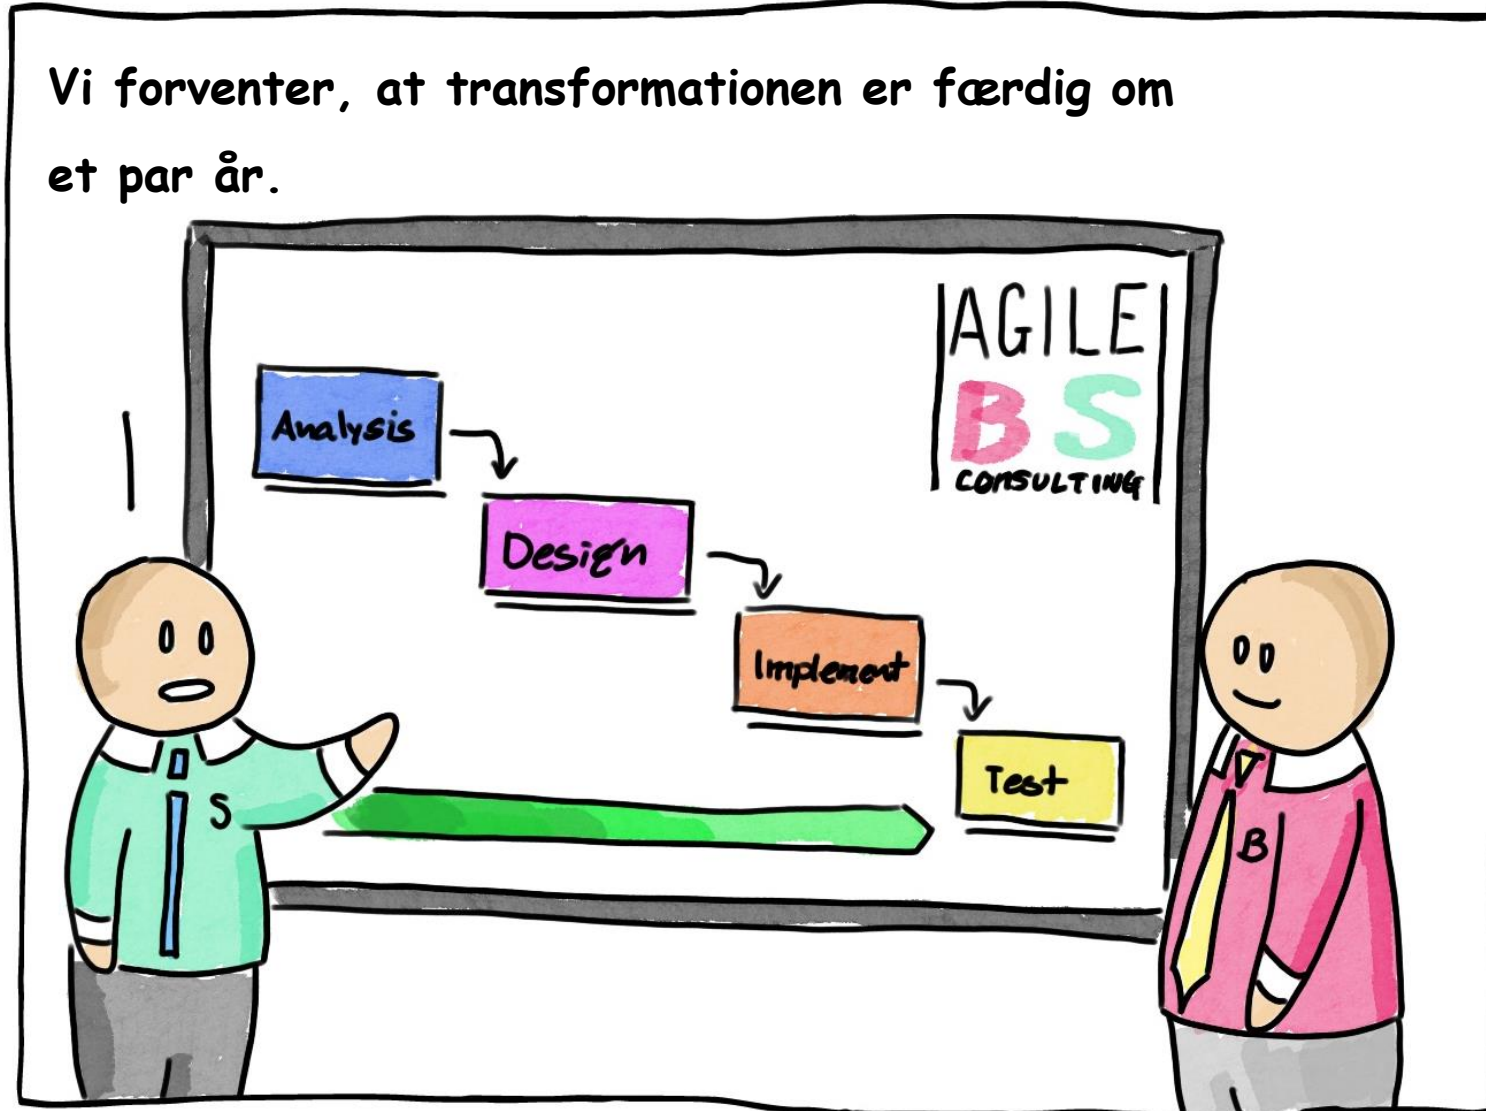 Vi forventer, at transformationen er færdig om
et par år.
AGILE
BS
CONSULTING
Analysis
Design
Implement
Test
S
B